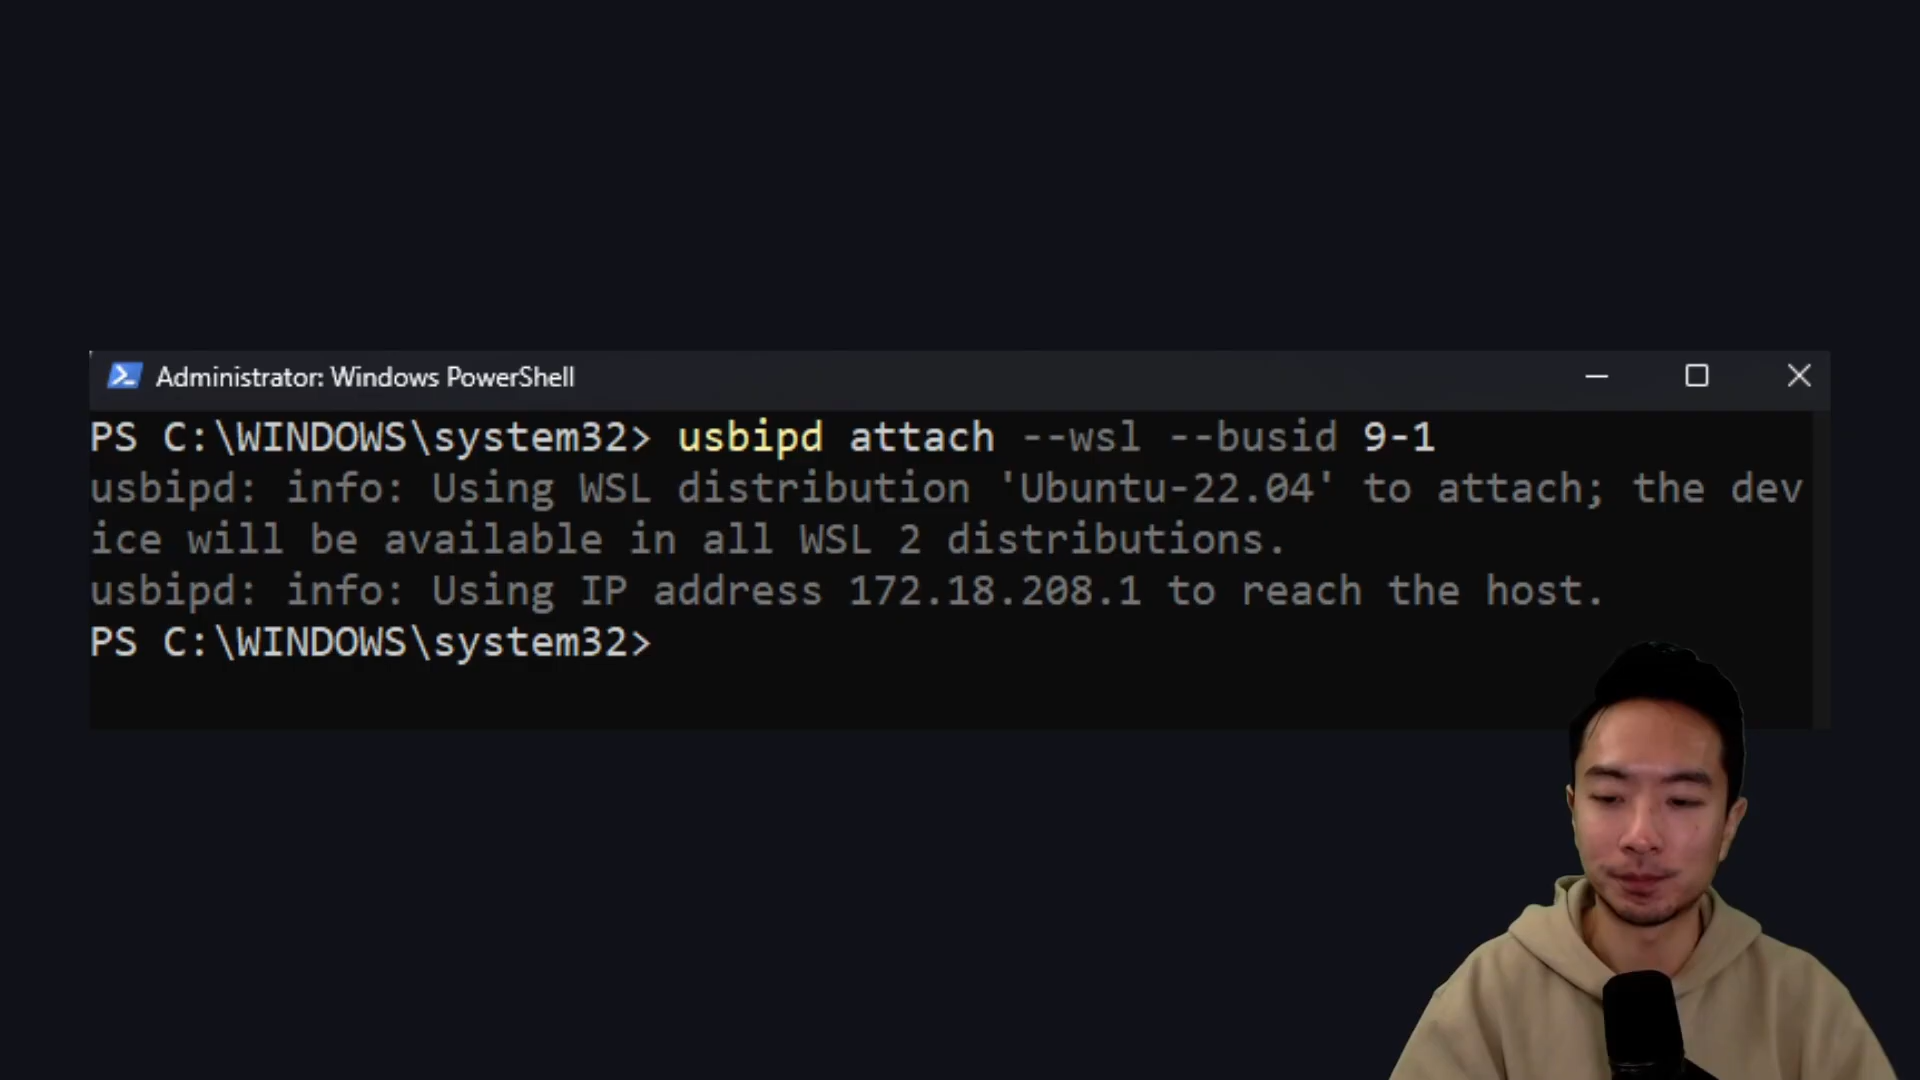 Administrator: Windows PowerShell
PS C:\WINDOWS\system32> usbipd attach --wsl --busid 9-1
usbipd: info: Using WSL distribution 'Ubuntu-22.04' to attach; the dev
ice will be available in all WSL 2 distributions.
usbipd: info: Using IP address 172.18.208.1 to reach the host.
PS C:\WINDOWS\system32>